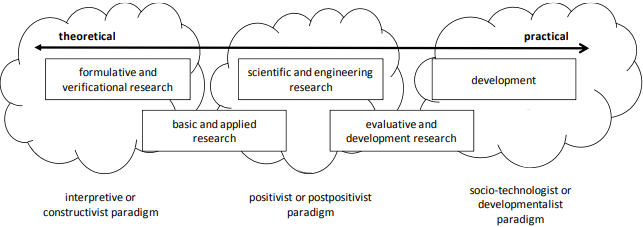 theoretical
practical
formulative and
verificational research
scientific and engineering
research
development
basic and applied
research
evaluative and
development research
interpretive or
constructivist paradigm
positivist or postpositivist
paradigm
socio-technologist or
developmentalist
paradigm